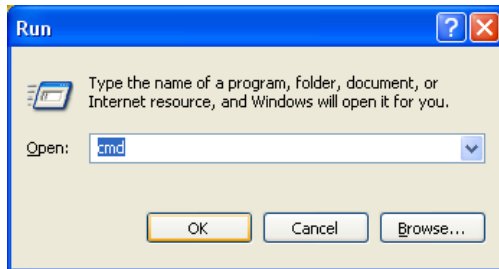 Run
Type the name of a program, folder, document, or
Internet resource, and Windows will open it for you.
Open: cmd
OK Cancel Browse...